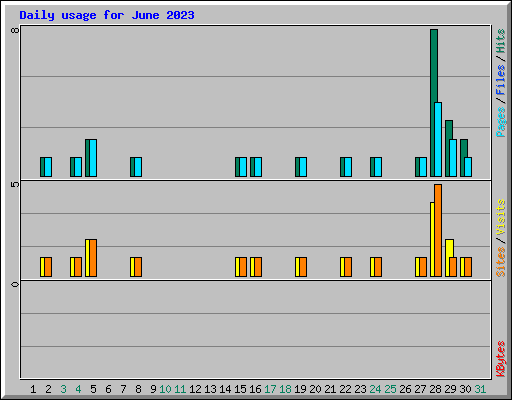 Daily usage for June 2023
8
5
0
Pages / Files / Hits
Sites / Visits
KBytes
1 2 3 4 5 6 7 8 9 10 11 12 13 14 15 16 17 18 19 20 21 22 23 24 25 26 27 28 29 30 31